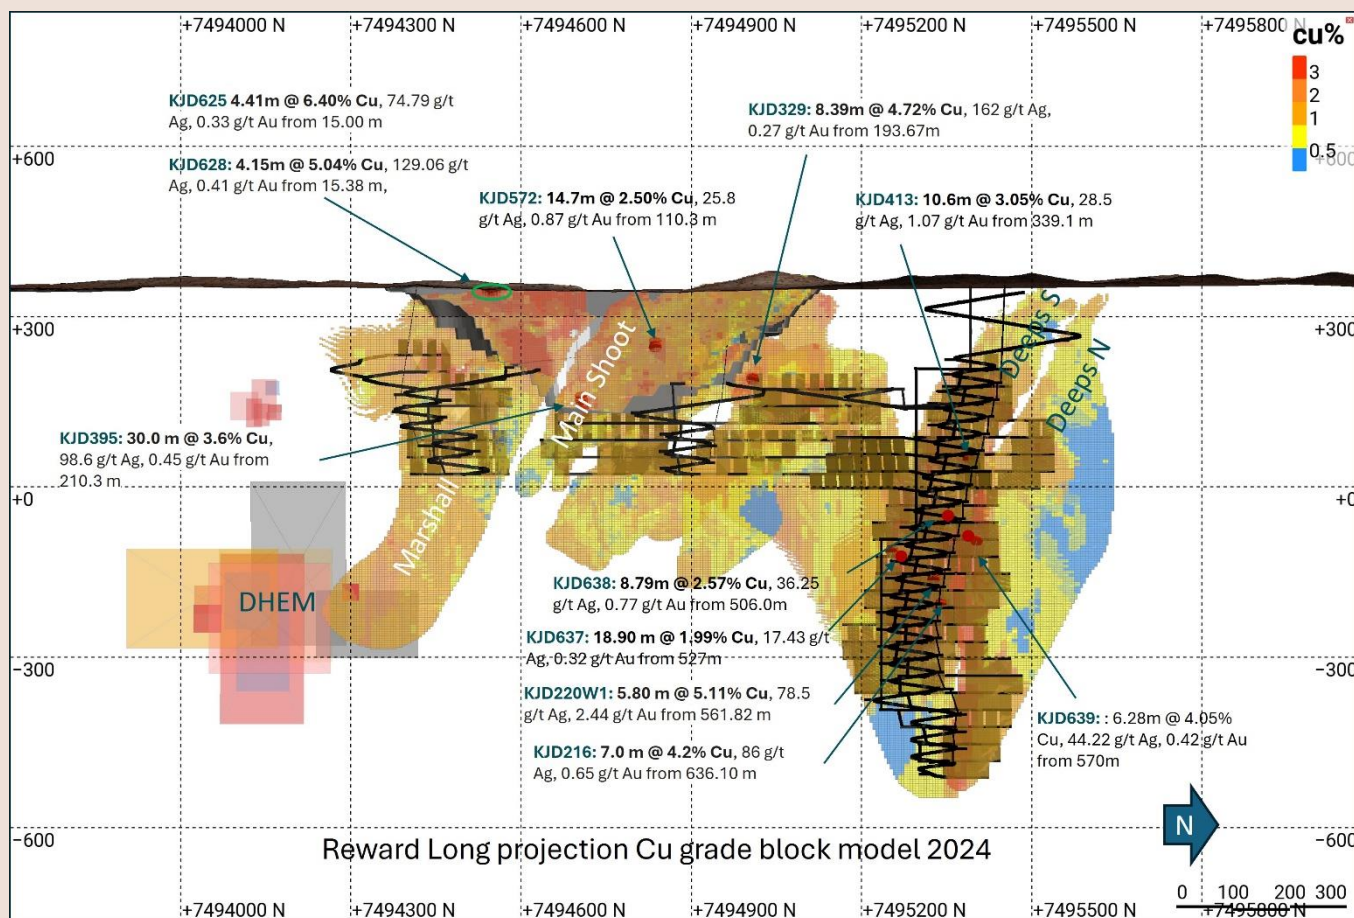 +7494000 N
+7494300 N
+7494600 N
+7494900 N
+7495200 N
+7495500 N
+7495800 N
cu%
3
2
1
0.5
KJD625 4.41m @ 6.40% Cu, 74.79 g/t
Ag, 0.33 g/t Au from 15.00 m
KJD628: 4.15m @ 5.04% Cu, 129.06 g/t
Ag, 0.41 g/t Au from 15.38 m,
KJD329: 8.39m @ 4.72% Cu, 162 g/t Ag,
0.27 g/t Au from 193.67m
KJD572: 14.7m @ 2.50% Cu, 25.8
g/t Ag, 0.87 g/t Au from 110.3 m
KJD413: 10.6m @ 3.05% Cu, 28.5
g/t Ag, 1.07 g/t Au from 339.1 m
+600
+600
+300
+300
Main Shoot
Deeps S
Deeps N
KJD395: 30.0 m @ 3.6% Cu,
98.6 g/t Ag, 0.45 g/t Au from
210.3 m
+0
+0
Marshall
DHEM
KJD638: 8.79m @ 2.57% Cu, 36.25
g/t Ag, 0.77 g/t Au from 506.0m
KJD637: 18.90 m @ 1.99% Cu, 17.43 g/t
Ag, 0.32 g/t Au from 527m
−300
−300
KJD220W1: 5.80 m @ 5.11% Cu, 78.5
g/t Ag, 2.44 g/t Au from 561.82 m
KJD216: 7.0 m @ 4.2% Cu, 86 g/t
Ag, 0.65 g/t Au from 636.10 m
KJD639: : 6.28m @ 4.05%
Cu, 44.22 g/t Ag, 0.42 g/t Au
from 570m
N
−600
−600
Reward Long projection Cu grade block model 2024
0 100 200 300
+7494000 N
+7494300 N
+7494600 N
+7494900 N
+7495200 N
+7495500 N
+7495800 N